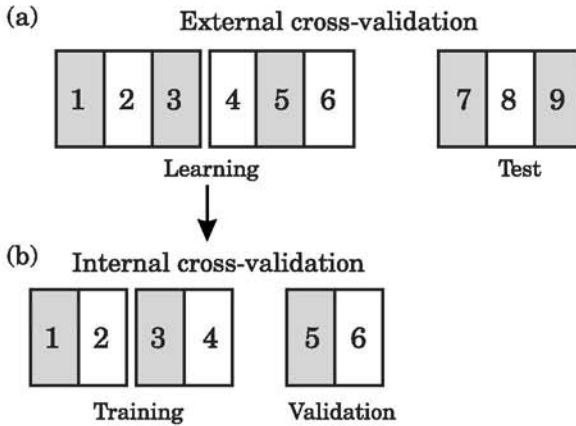 (a) External cross-validation
1 2 3 4 5 6 7 8 9
Learning Test
(b) Internal cross-validation
1 2 3 4 5 6
Training Validation